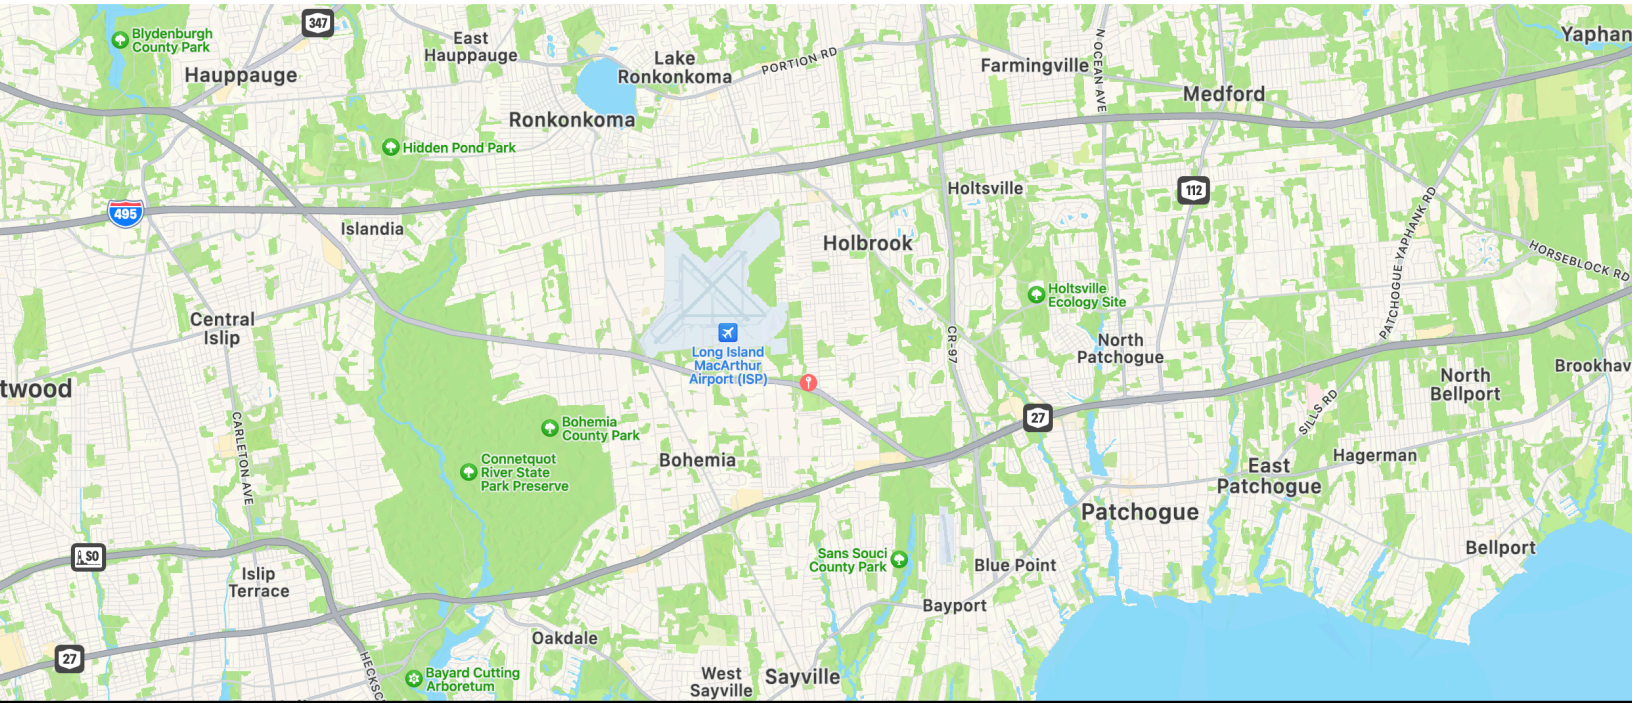 347
Blydenburgh
County Park
Hauppauge
East
Hauppauge
Lake
Ronkonkoma
PORTION RD
Farmingville
N OCEAN AVE
Medford
Yaphan
Ronkonkoma
Hidden Pond Park
112
Holtsville
495
Islandia
Holbrook
PATCHOGUE YAPHANK RD
HORSEBLOCK RD
Holtsville
Ecology Site
Central
Islip
Long Island
MacArthur
Airport (ISP)
CR-97
North
Patchogue
Brookhav
twood
North
Bellport
SILLS RD
27
CARLETON AVE
Bohemia
County Park
Connetquot
River State
Park Preserve
Bohemia
Hagerman
East
Patchogue
Patchogue
SO
Islip
Terrace
Sans Souci
County Park
Blue Point
Bellport
Bayport
Oakdale
27
HECKSC
Bayard Cutting
Arboretum
West
Sayville
Sayville